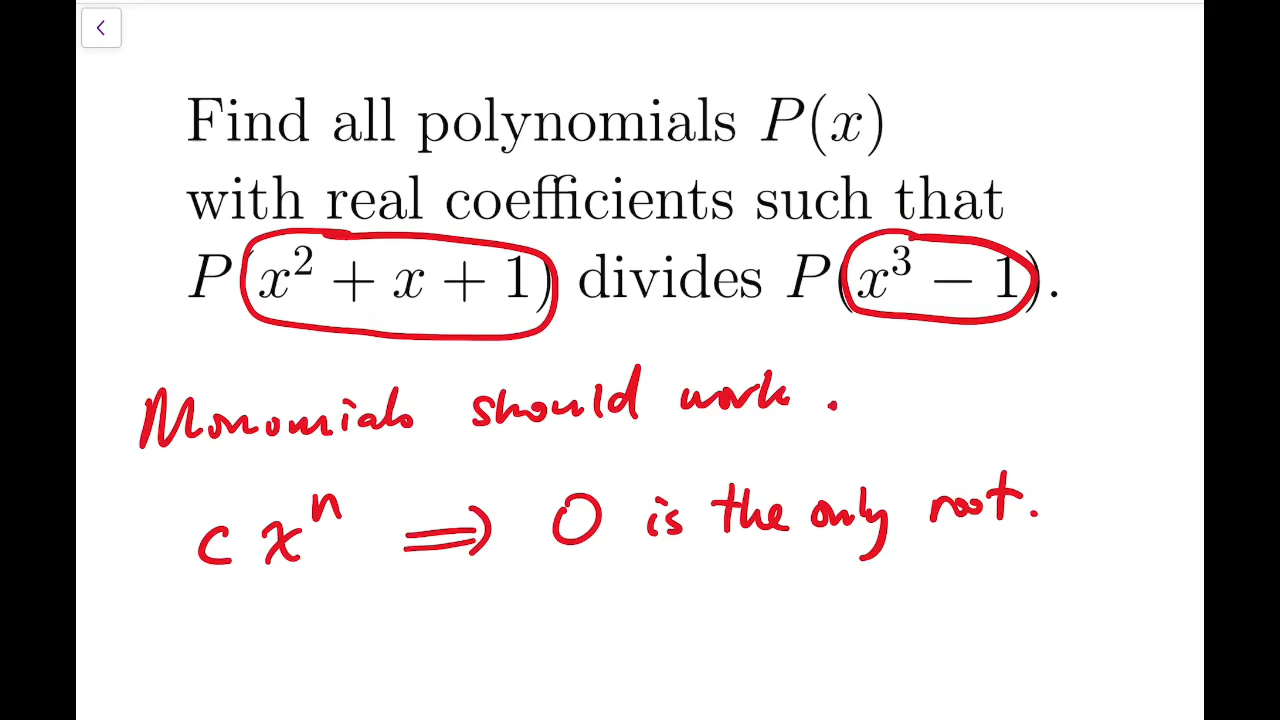 Find all polynomials P(x)
with real coefficients such that
P(x² + x + 1) divides P(x³ − 1).
Monomials should work.
cxⁿ ⟹ 0 is the only root.